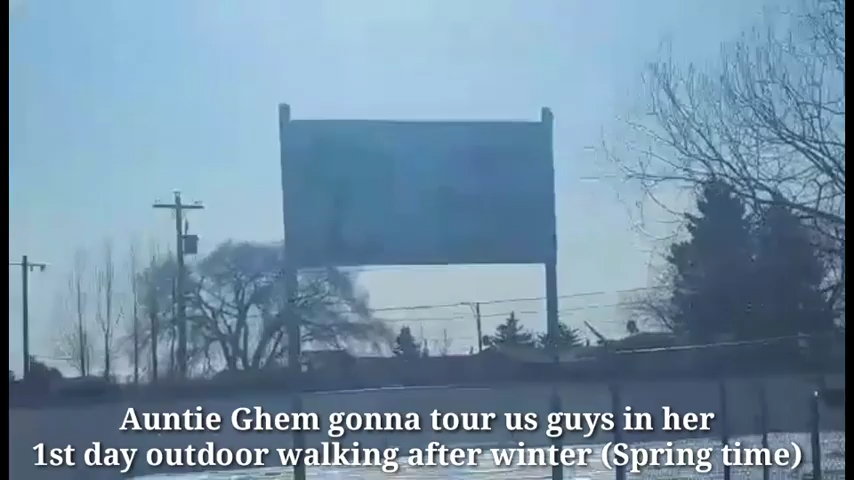 Auntie Ghem gonna tour us guys in her
1st day outdoor walking after winter (Spring time)